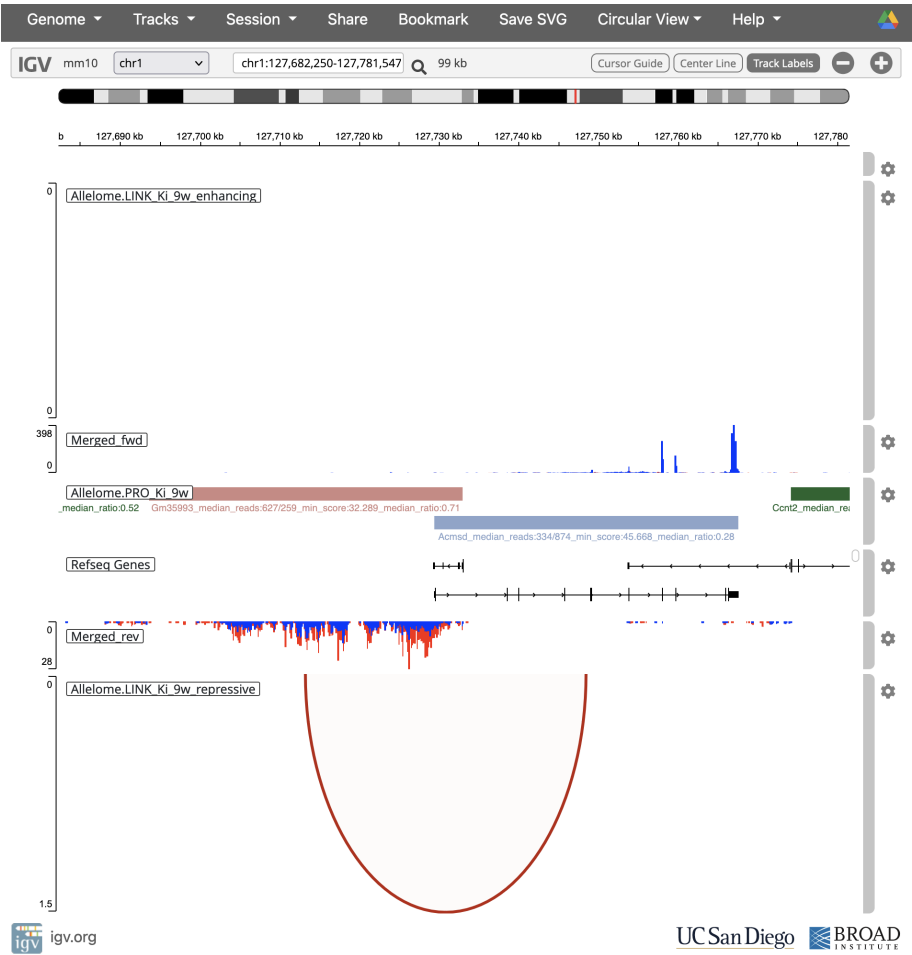 Genome Tracks Session Share Bookmark Save SVG Circular View Help
IGV mm10 chr1 chr1:127,682,250-127,781,547 99 kb Cursor Guide Center Line Track Labels
b 127,690 kb 127,700 kb 127,710 kb 127,720 kb 127,730 kb 127,740 kb 127,750 kb 127,760 kb 127,770 kb 127,780
0
Allelome.LINK_Ki_9w_enhancing
0
398
Merged_fwd
0
Allelome.PRO_Ki_9w
_median_ratio:0.52 Gm35993_median_reads:627/259_min_score:32.289_median_ratio:0.71 Ccnt2_median_rea
Acmsd_median_reads:334/874_min_score:45.668_median_ratio:0.28
Refseq Genes
0
Merged_rev
28
0
Allelome.LINK_Ki_9w_repressive
1.5
igv igv.org UC San Diego BROAD
INSTITUTE